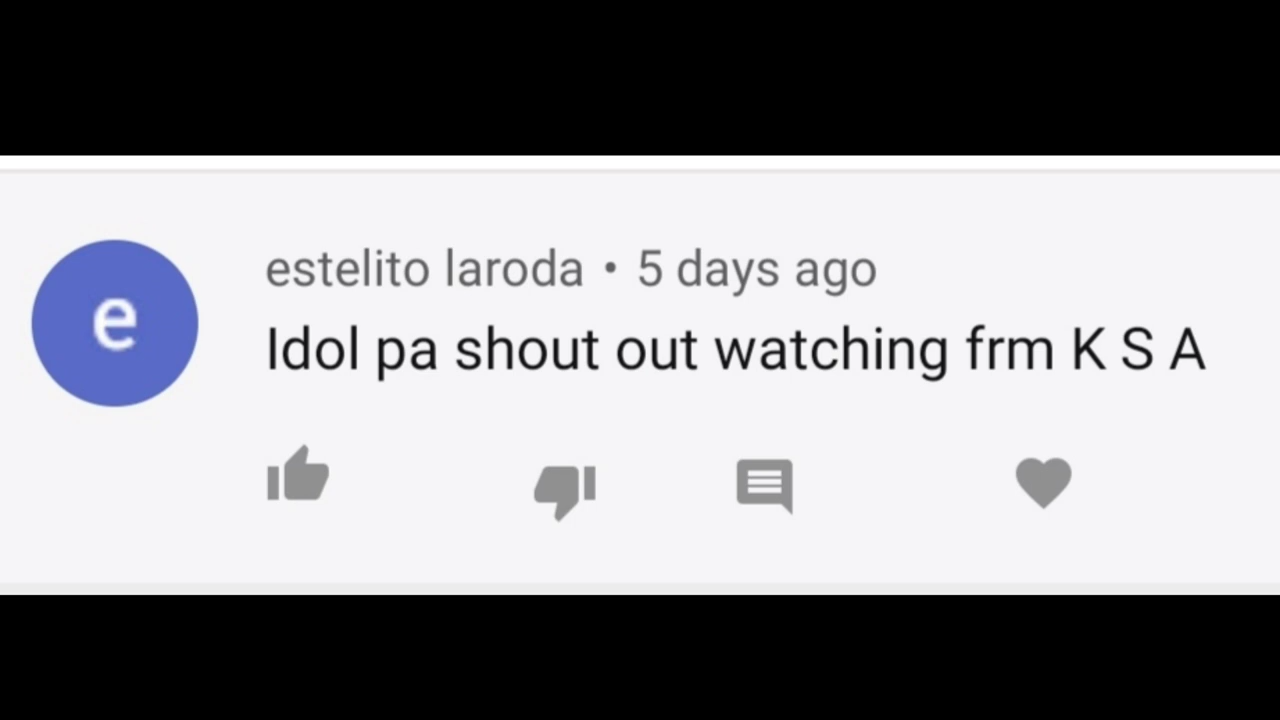 e
estelito laroda • 5 days ago
Idol pa shout out watching frm K S A